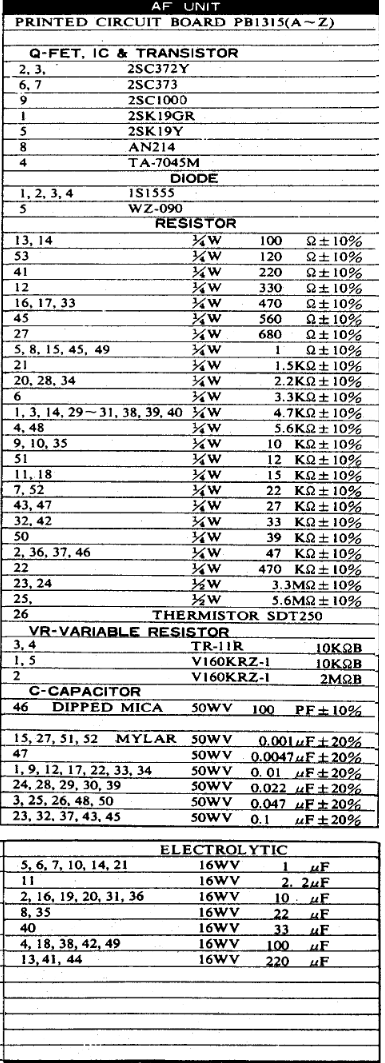 AF UNIT
PRINTED CIRCUIT BOARD PB1315(A~Z)
Q-FET, IC & TRANSISTOR
2, 3, 2SC372Y
6, 7 2SC373
9 2SC1000
1 2SK19GR
5 2SK19Y
8 AN214
4 TA-7045M
DIODE
1, 2, 3, 4 1S1555
5 WZ-090
RESISTOR
13, 14 ¼W 100 Ω±10%
53 ¼W 120 Ω±10%
41 ¼W 220 Ω±10%
12 ¼W 330 Ω±10%
16, 17, 33 ¼W 470 Ω±10%
45 ¼W 560 Ω±10%
27 ¼W 680 Ω±10%
5, 8, 15, 45, 49 ¼W 1 Ω±10%
21 ¼W 1.5KΩ±10%
20, 28, 34 ¼W 2.2KΩ±10%
6 ¼W 3.3KΩ±10%
1, 3, 14, 29~31, 38, 39, 40 ¼W 4.7KΩ±10%
4, 48 ¼W 5.6KΩ±10%
9, 10, 35 ¼W 10 KΩ±10%
51 ¼W 12 KΩ±10%
11, 18 ¼W 15 KΩ±10%
7, 52 ¼W 22 KΩ±10%
43, 47 ¼W 27 KΩ±10%
32, 42 ¼W 33 KΩ±10%
50 ¼W 39 KΩ±10%
2, 36, 37, 46 ¼W 47 KΩ±10%
22 ¼W 470 KΩ±10%
23, 24 ½W 3.3MΩ±10%
25, ½W 5.6MΩ±10%
26 THERMISTOR SDT250
VR-VARIABLE RESISTOR
3, 4 TR-11R 10KΩB
1, 5 V160KRZ-1 10KΩB
2 V160KRZ-1 2MΩB
C-CAPACITOR
46 DIPPED MICA 50WV 100 PF±10%
15, 27, 51, 52 MYLAR 50WV 0.001μF±20%
47 50WV 0.0047μF±20%
1, 9, 12, 17, 22, 33, 34 50WV 0.01 μF±20%
24, 28, 29, 30, 39 50WV 0.022 μF±20%
3, 25, 26, 48, 50 50WV 0.047 μF±20%
23, 32, 37, 43, 45 50WV 0.1 μF±20%
ELECTROLYTIC
5, 6, 7, 10, 14, 21 16WV 1 μF
11 16WV 2. 2μF
2, 16, 19, 20, 31, 36 16WV 10 μF
8, 35 16WV 22 μF
40 16WV 33 μF
4, 18, 38, 42, 49 16WV 100 μF
13, 41, 44 16WV 220 μF